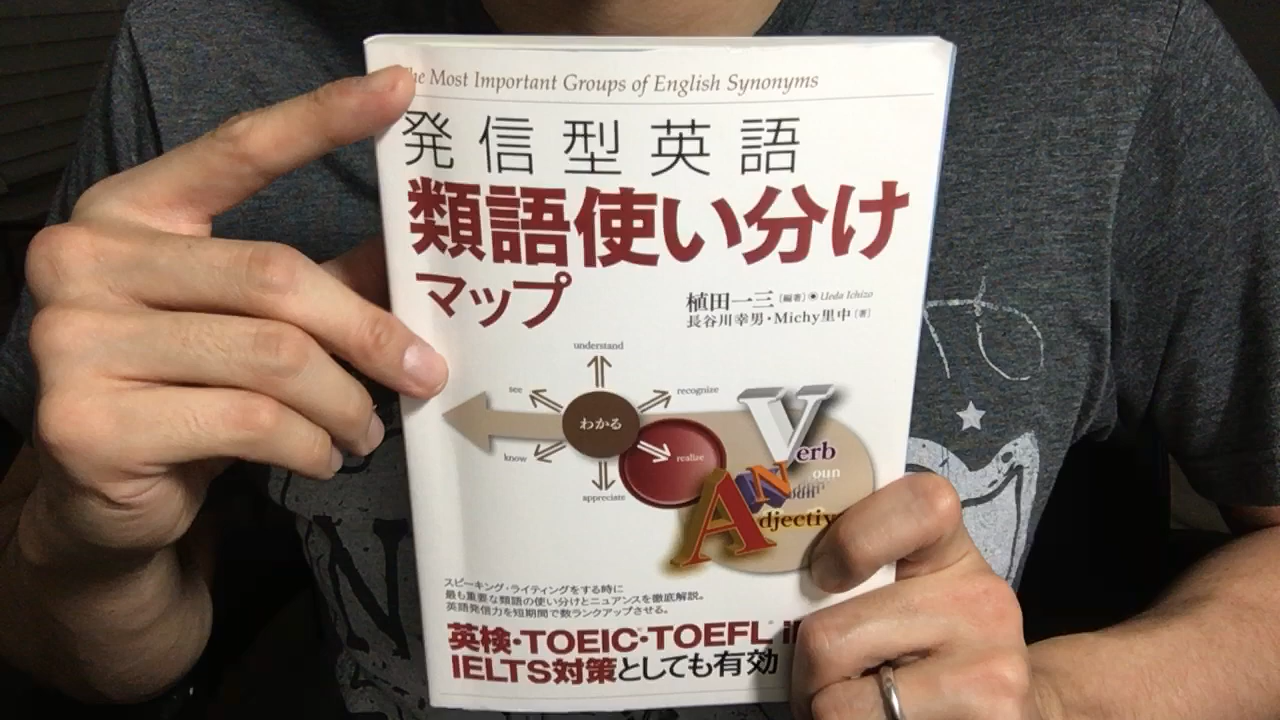 he Most Important Groups of English Synonyms
発信型英語
類語使い分け
マップ
植田一三[編著]◉Ueda Ichizo
長谷川幸男・Michy里中[著]
understand
see
recognize
わかる
know
realize
appreciate
Verb
Noun
Adjectiv
スピーキング・ライティングをする時に
最も重要な類語の使い分けとニュアンスを徹底解説。
英語発信力を短期間で数ランクアップさせる。
英検・TOEIC・TOEFL i
IELTS対策としても有効